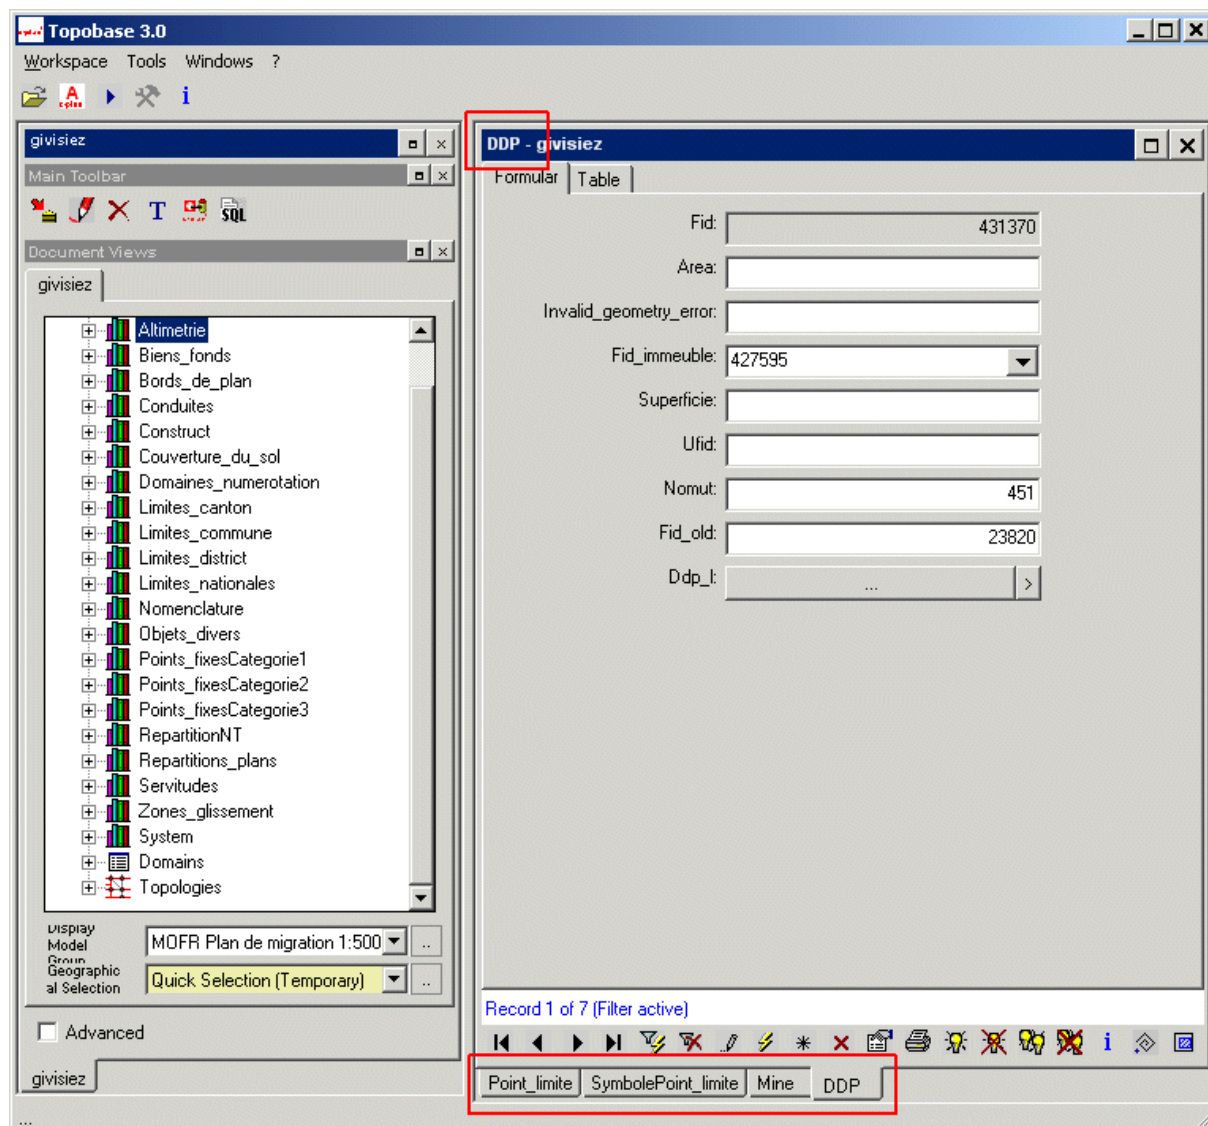 Topobase 3.0
Workspace Tools Windows ?
givisiez
Main Toolbar
T SQL
Document Views
givisiez
Altimetrie
Biens_fonds
Bords_de_plan
Conduites
Construct
Couverture_du_sol
Domaines_numerotation
Limites_canton
Limites_commune
Limites_district
Limites_nationales
Nomenclature
Objets_divers
Points_fixesCategorie1
Points_fixesCategorie2
Points_fixesCategorie3
RepartitionNT
Repartitions_plans
Servitudes
Zones_glissement
System
Domains
Topologies
Display
Model
Group
MOFR Plan de migration 1:500 ..
Geographic
al Selection
Quick Selection (Temporary) ..
Advanced
givisiez
...
DDP - givisiez
Formular Table
Fid: 431370
Area:
Invalid_geometry_error:
Fid_immeuble: 427595
Superficie:
Ufid:
Nomut: 451
Fid_old: 23820
Ddp_l: ... >
Record 1 of 7 (Filter active)
Point_limite SymbolePoint_limite Mine DDP